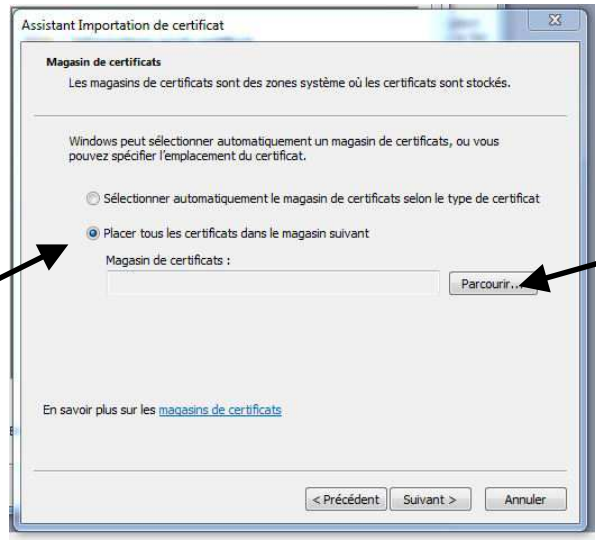 Assistant Importation de certificat
Magasin de certificats
Les magasins de certificats sont des zones système où les certificats sont stockés.
Windows peut sélectionner automatiquement un magasin de certificats, ou vous
pouvez spécifier l'emplacement du certificat.
Sélectionner automatiquement le magasin de certificats selon le type de certificat
Placer tous les certificats dans le magasin suivant
Magasin de certificats :
Parcourir...
En savoir plus sur les magasins de certificats
< Précédent
Suivant >
Annuler